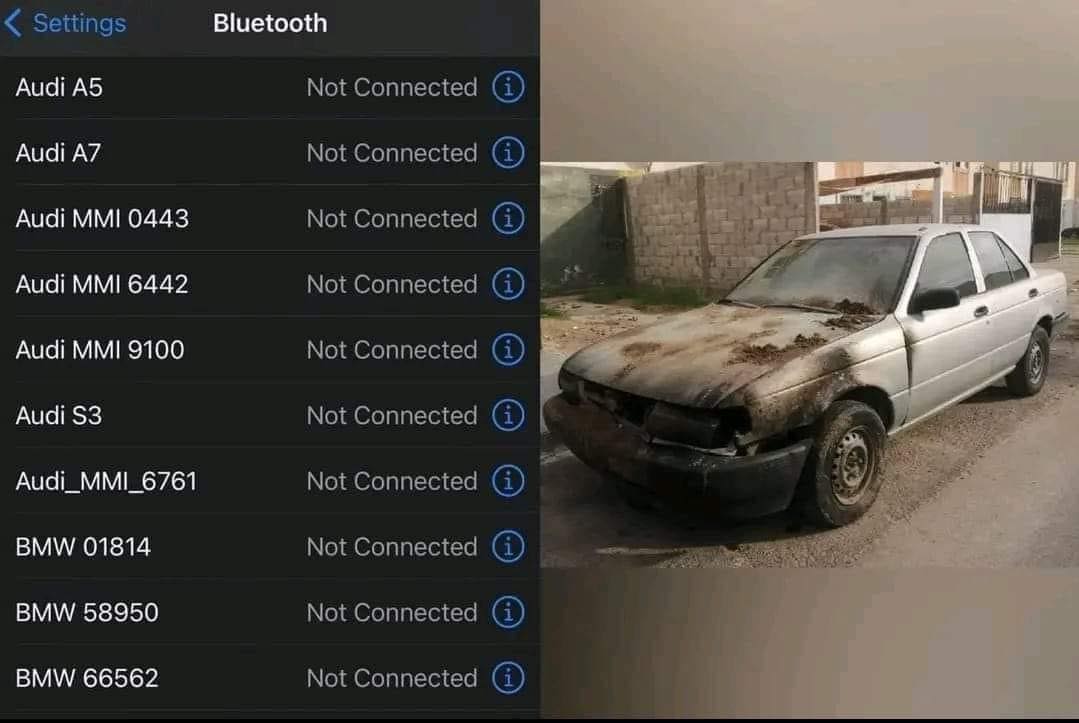 Settings Bluetooth
Audi A5 Not Connected
Audi A7 Not Connected
Audi MMI 0443 Not Connected
Audi MMI 6442 Not Connected
Audi MMI 9100 Not Connected
Audi S3 Not Connected
Audi_MMI_6761 Not Connected
BMW 01814 Not Connected
BMW 58950 Not Connected
BMW 66562 Not Connected